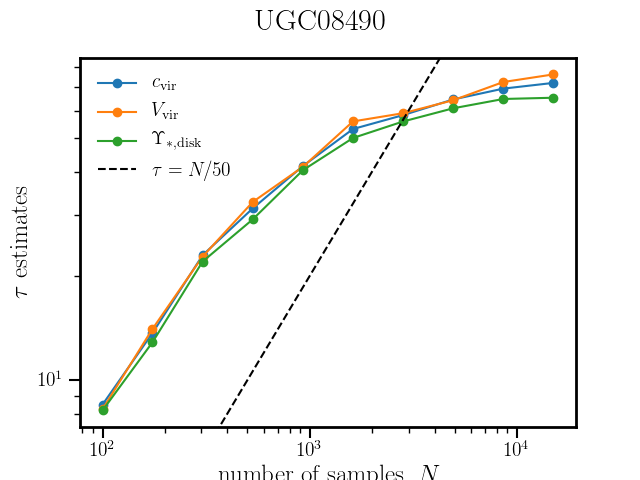 UGC08490
c_vir
V_vir
Υ_*,disk
τ = N/50
τ estimates
10^1
10^2
10^3
10^4
number of samples, N